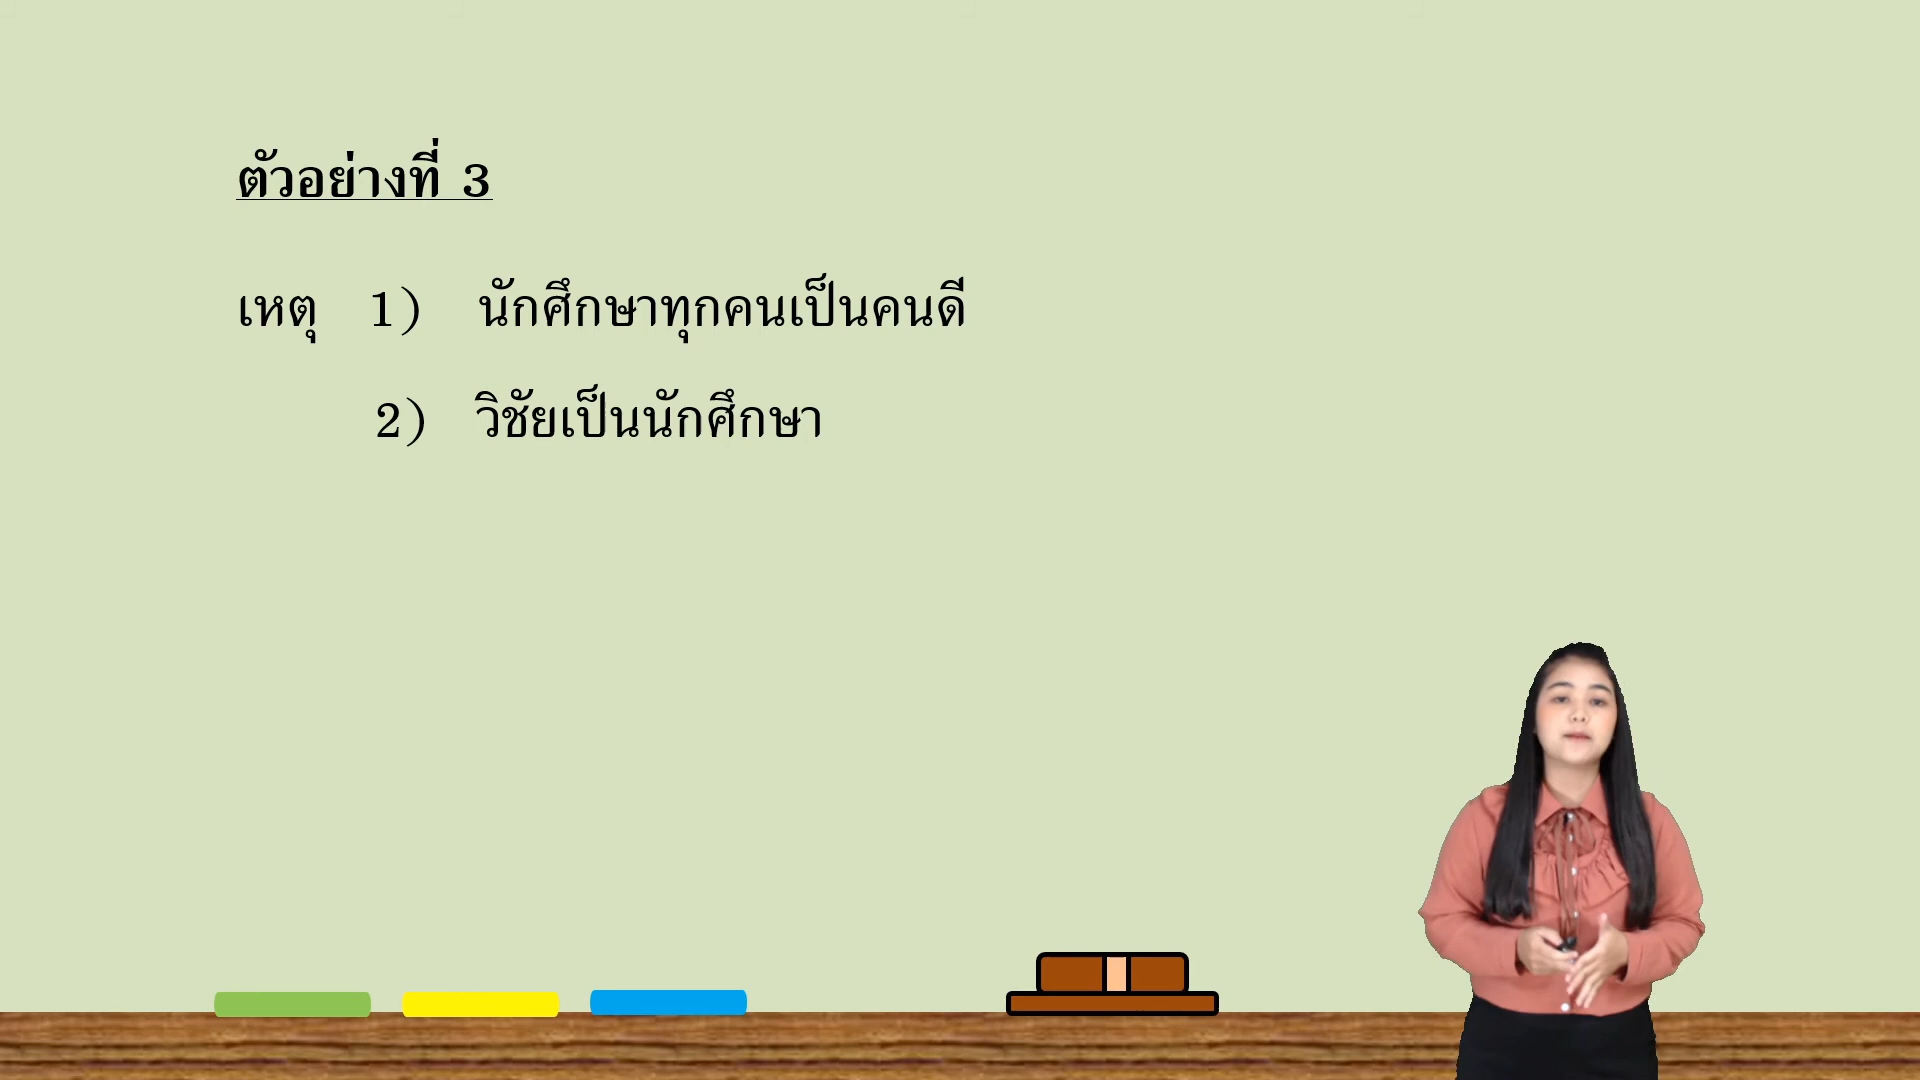 ตัวอย่างที่ 3
เหตุ 1) นักศึกษาทุกคนเป็นคนดี
2) วิชัยเป็นนักศึกษา